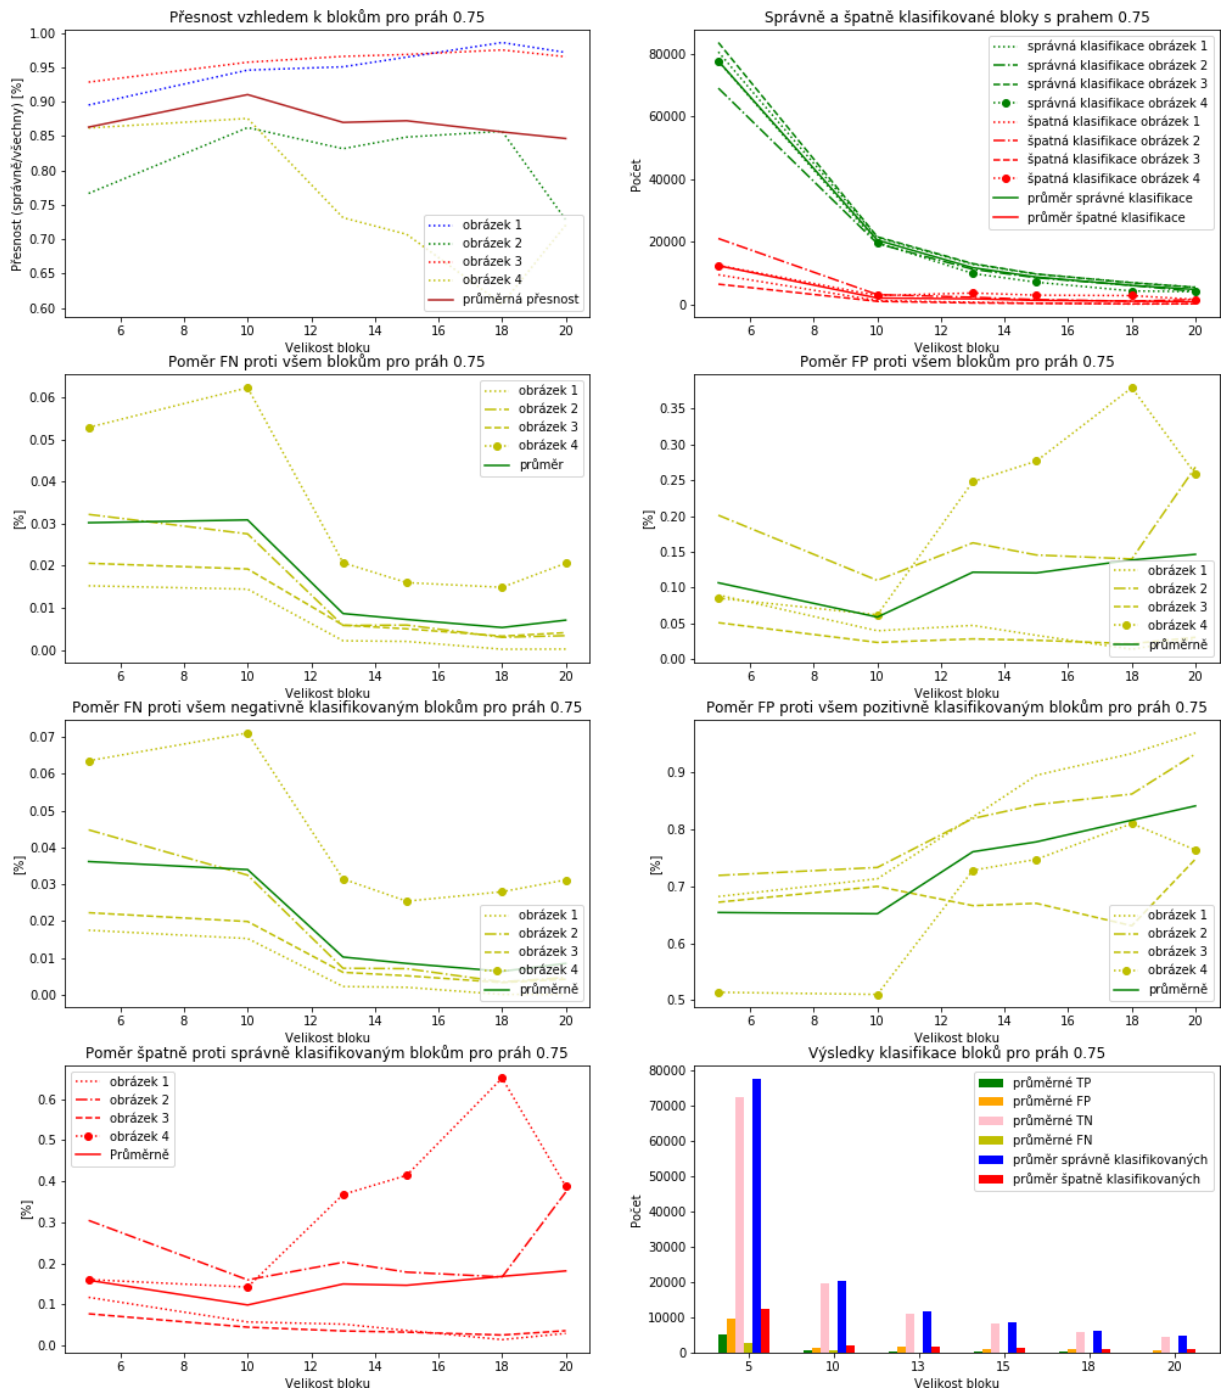 Přesnost vzhledem k blokům pro práh 0.75
Přesnost (správně/všechny) [%]
1.00
0.95
0.90
0.85
0.80
0.75
0.70
0.65
0.60
6 8 10 12 14 16 18 20
Velikost bloku
obrázek 1
obrázek 2
obrázek 3
obrázek 4
průměrná přesnost
Správně a špatně klasifikované bloky s prahem 0.75
Počet
80000
60000
40000
20000
0
6 8 10 12 14 16 18 20
Velikost bloku
správná klasifikace obrázek 1
správná klasifikace obrázek 2
správná klasifikace obrázek 3
správná klasifikace obrázek 4
špatná klasifikace obrázek 1
špatná klasifikace obrázek 2
špatná klasifikace obrázek 3
špatná klasifikace obrázek 4
průměr správné klasifikace
průměr špatné klasifikace
Poměr FN proti všem blokům pro práh 0.75
[%]
0.06
0.05
0.04
0.03
0.02
0.01
0.00
6 8 10 12 14 16 18 20
Velikost bloku
obrázek 1
obrázek 2
obrázek 3
obrázek 4
průměr
Poměr FP proti všem blokům pro práh 0.75
[%]
0.35
0.30
0.25
0.20
0.15
0.10
0.05
0.00
6 8 10 12 14 16 18 20
Velikost bloku
obrázek 1
obrázek 2
obrázek 3
obrázek 4
průměrně
Poměr FN proti všem negativně klasifikovaným blokům pro práh 0.75
[%]
0.07
0.06
0.05
0.04
0.03
0.02
0.01
0.00
6 8 10 12 14 16 18 20
Velikost bloku
obrázek 1
obrázek 2
obrázek 3
obrázek 4
průměrně
Poměr FP proti všem pozitivně klasifikovaným blokům pro práh 0.75
[%]
0.9
0.8
0.7
0.6
0.5
6 8 10 12 14 16 18 20
Velikost bloku
obrázek 1
obrázek 2
obrázek 3
obrázek 4
průměrně
Poměr špatně proti správně klasifikovaným blokům pro práh 0.75
[%]
0.6
0.5
0.4
0.3
0.2
0.1
0.0
6 8 10 12 14 16 18 20
Velikost bloku
obrázek 1
obrázek 2
obrázek 3
obrázek 4
Průměrně
Výsledky klasifikace bloků pro práh 0.75
Počet
80000
70000
60000
50000
40000
30000
20000
10000
0
5 10 13 15 18 20
Velikost bloku
průměrné TP
průměrné FP
průměrné TN
průměrné FN
průměr správně klasifikovaných
průměr špatně klasifikovaných